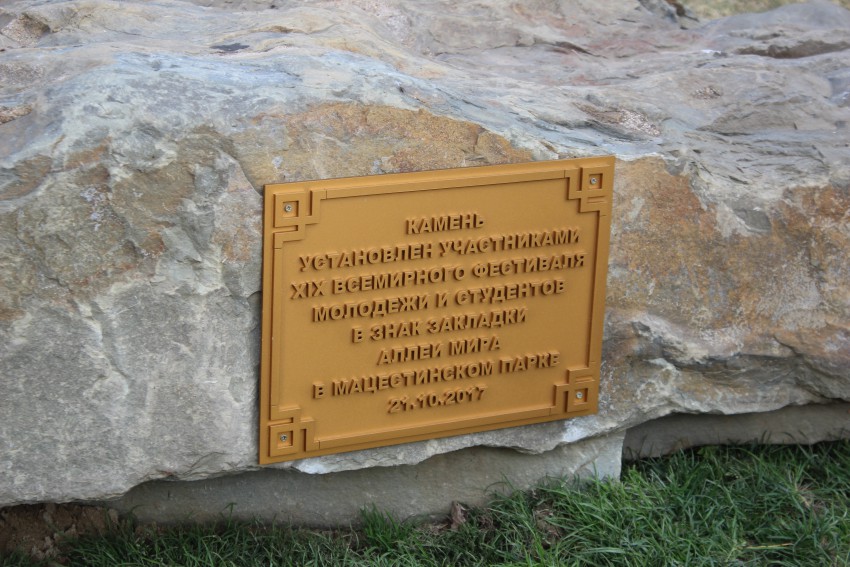 КАМЕНЬ
УСТАНОВЛЕН УЧАСТНИКАМИ
XIX ВСЕМИРНОГО ФЕСТИВАЛЯ
МОЛОДЕЖИ И СТУДЕНТОВ
В ЗНАК ЗАКЛАДКИ
АЛЛЕИ МИРА
В МАЦЕСТИНСКОМ ПАРКЕ
21.10.2017